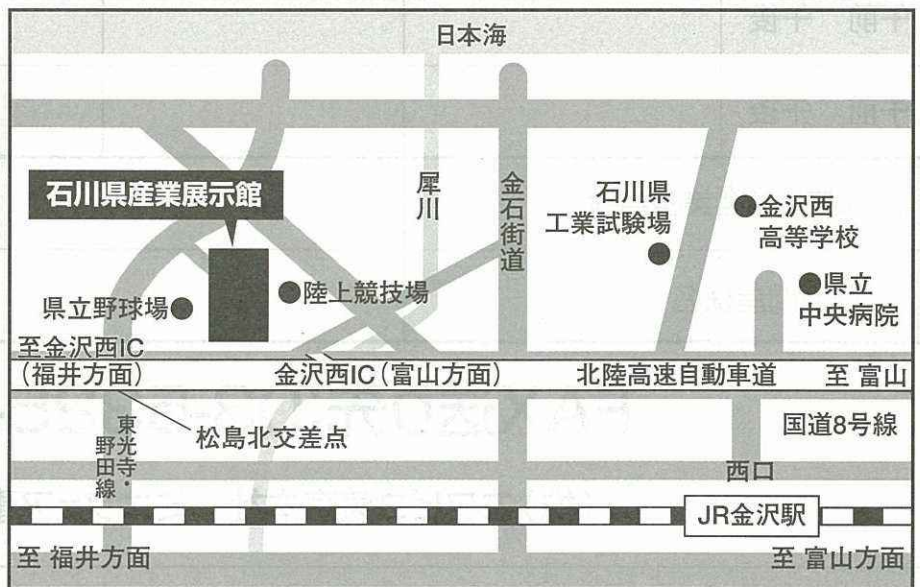 日本海
石川県産業展示館
犀川
金石街道
石川県
工業試験場
金沢西
高等学校
県立野球場
陸上競技場
県立
中央病院
至金沢西IC
(福井方面)
金沢西IC(富山方面)
北陸高速自動車道
至 富山
東光寺・
野田線
松島北交差点
国道8号線
西口
JR金沢駅
至 福井方面
至 富山方面